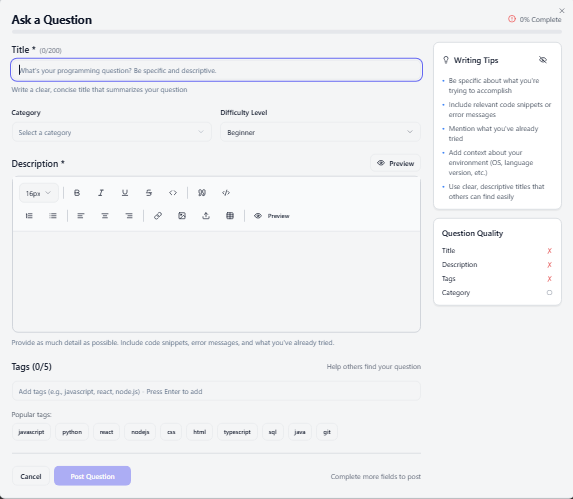 Ask a Question
0% Complete
Title * (0/200)
What's your programming question? Be specific and descriptive.
Write a clear, concise title that summarizes your question
Category
Difficulty Level
Select a category
Beginner
Description *
Preview
16px
B I U S <>
Preview
Provide as much detail as possible. Include code snippets, error messages, and what you've already tried.
Tags (0/5)
Help others find your question
Add tags (e.g., javascript, react, node.js) · Press Enter to add
Popular tags:
javascript python react nodejs css html typescript sql java git
Cancel
Post Question
Complete more fields to post
Writing Tips
• Be specific about what you're
trying to accomplish
• Include relevant code snippets or
error messages
• Mention what you've already
tried
• Add context about your
environment (OS, language
version, etc.)
• Use clear, descriptive titles that
others can find easily
Question Quality
Title ✗
Description ✗
Tags ✗
Category ○